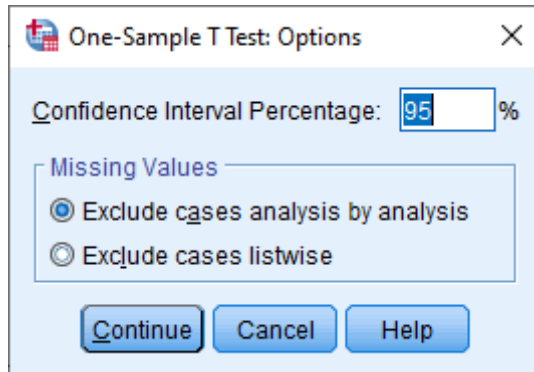 One-Sample T Test: Options
Confidence Interval Percentage: 95 %
Missing Values
Exclude cases analysis by analysis
Exclude cases listwise
Continue Cancel Help